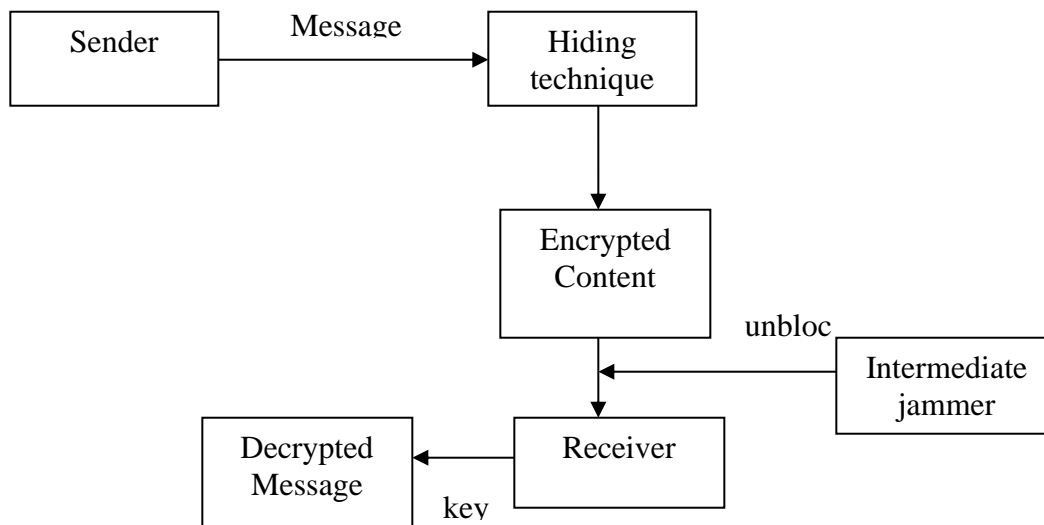 Sender
Message
Hiding
technique
Encrypted
Content
unbloc
Intermediate
jammer
Receiver
Decrypted
Message
key